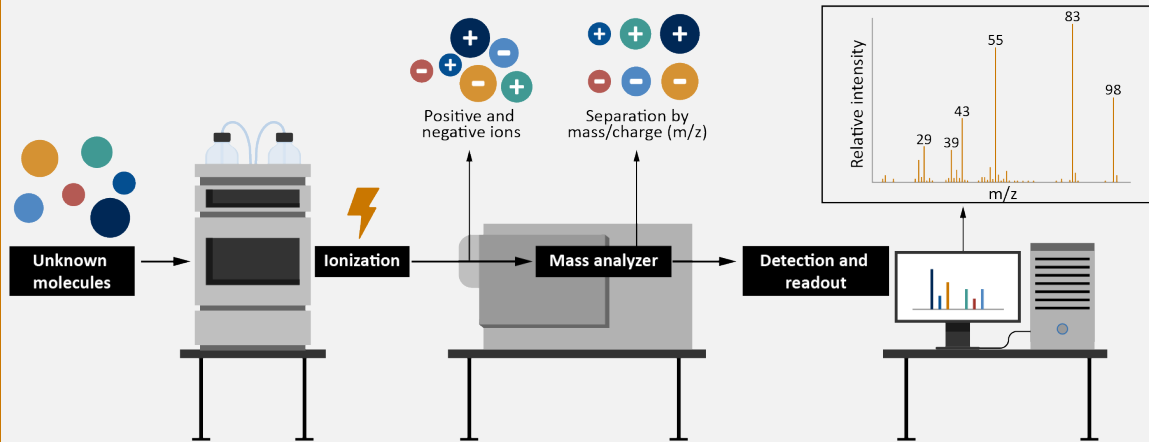 Positive and
negative ions
Separation by
mass/charge (m/z)
Relative intensity
29
39
43
55
83
98
m/z
Unknown
molecules
Ionization
Mass analyzer
Detection and
readout